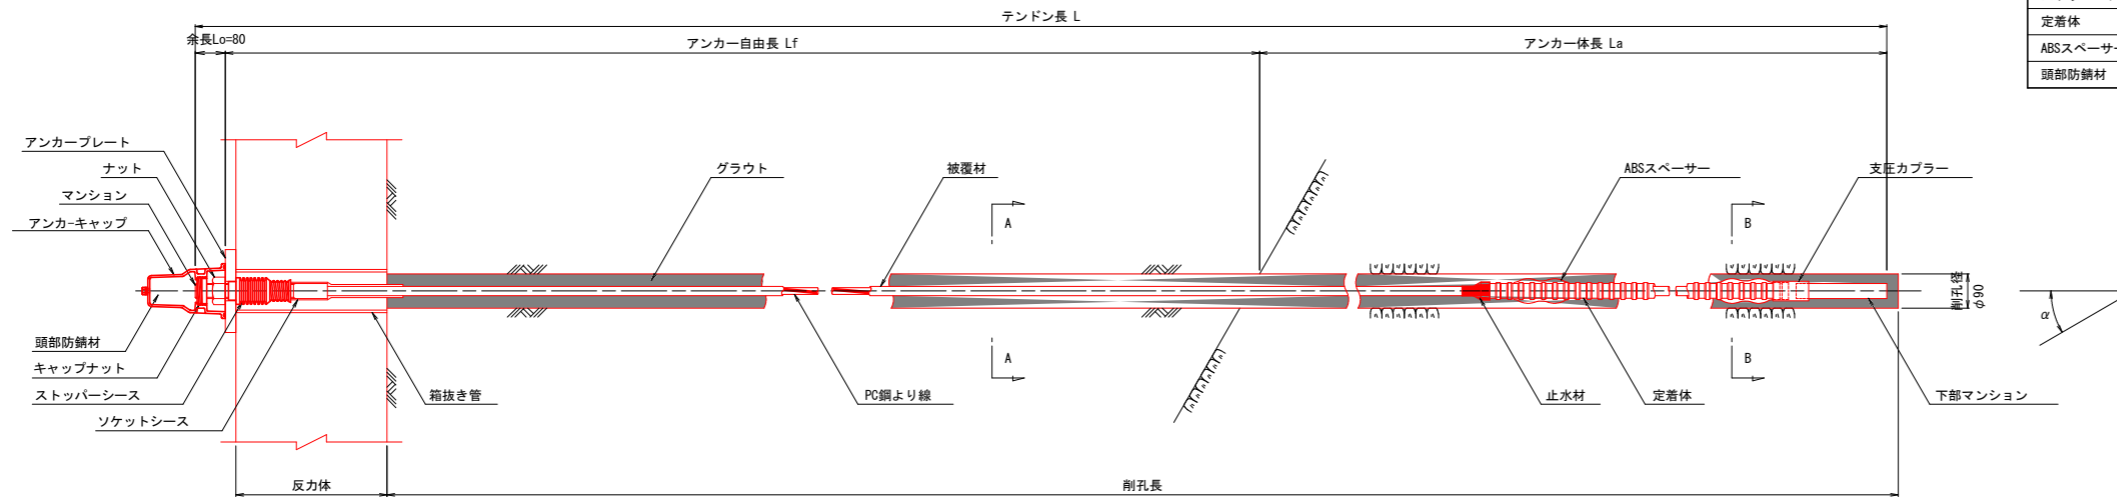 テンドン長 L
余長Lo=80
アンカー自由長 Lf
アンカー体長 La
定着体
ABSスペーサー
頭部防錆材
アンカープレート
ナット
マンション
アンカーキャップ
グラウト
被覆材
ABSスペーサー
支圧カプラー
A
B
削孔径
φ90
α
頭部防錆材
キャップナット
ストッパーシース
ソケットシース
箱抜き管
PC鋼より線
A
B
止水材
定着体
下部マンション
反力体
削孔長